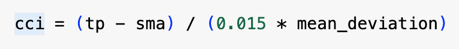 cci = (tp - sma) / (0.015 * mean_deviation)